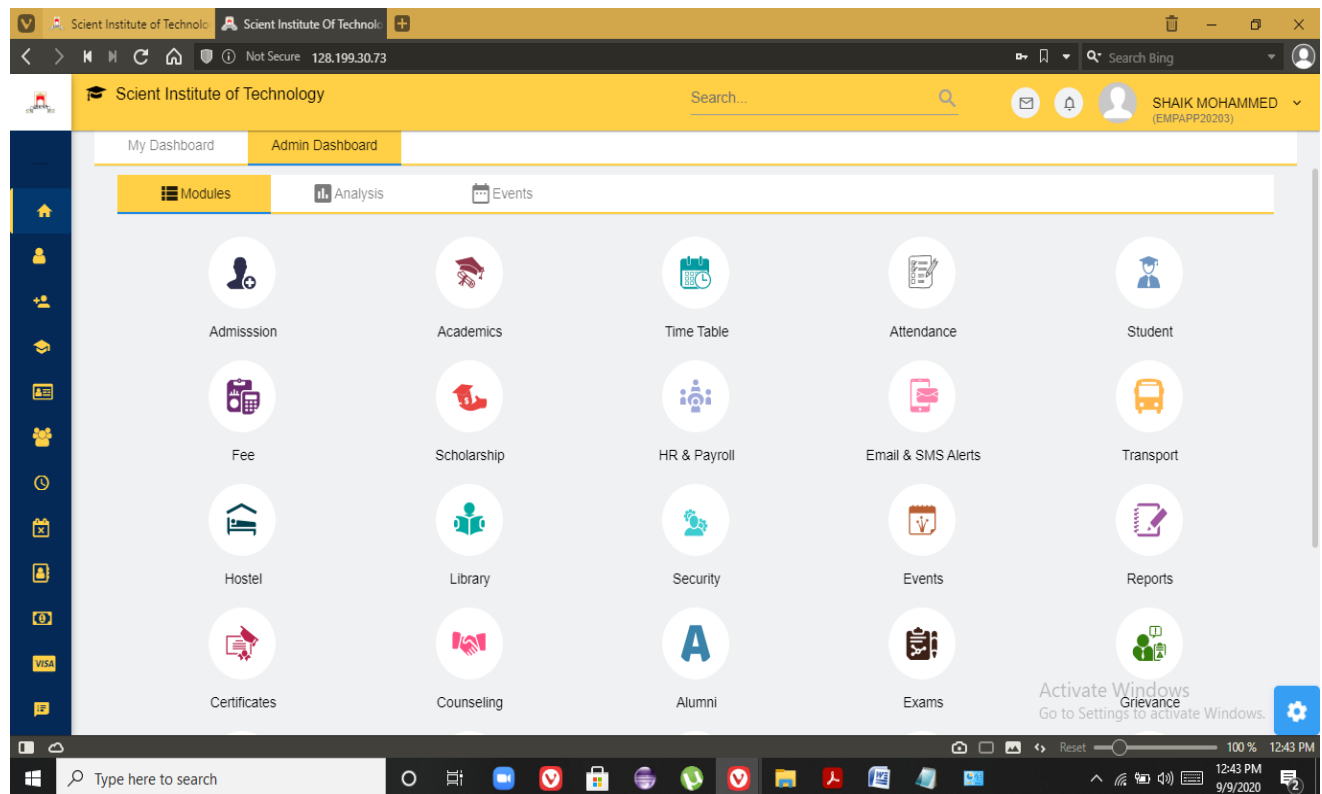 Scient Institute of Technolo
Scient Institute Of Technolo
Not Secure 128.199.30.73
Search Bing
Scient Institute of Technology
Search...
SHAIK MOHAMMED
(EMPAPP20203)
My Dashboard Admin Dashboard
Modules Analysis Events
Admisssion Academics Time Table Attendance Student
Fee Scholarship HR & Payroll Email & SMS Alerts Transport
Hostel Library Security Events Reports
Certificates Counseling Alumni Exams Grievance
VISA
Activate Windows
Go to Settings to activate Windows.
Reset 100 % 12:43 PM
Type here to search
12:43 PM
9/9/2020
2